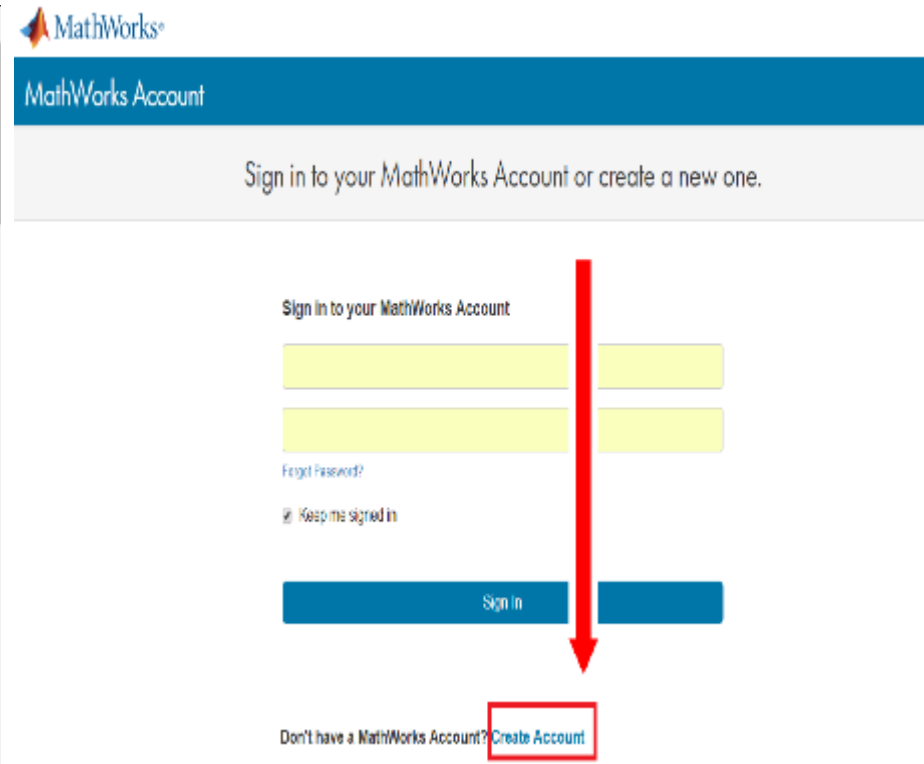 MathWorks®
MathWorks Account
Sign in to your MathWorks Account or create a new one.
Sign in to your MathWorks Account
Forgot Password?
Keep me signed in
Sign In
Don't have a MathWorks Account? Create Account